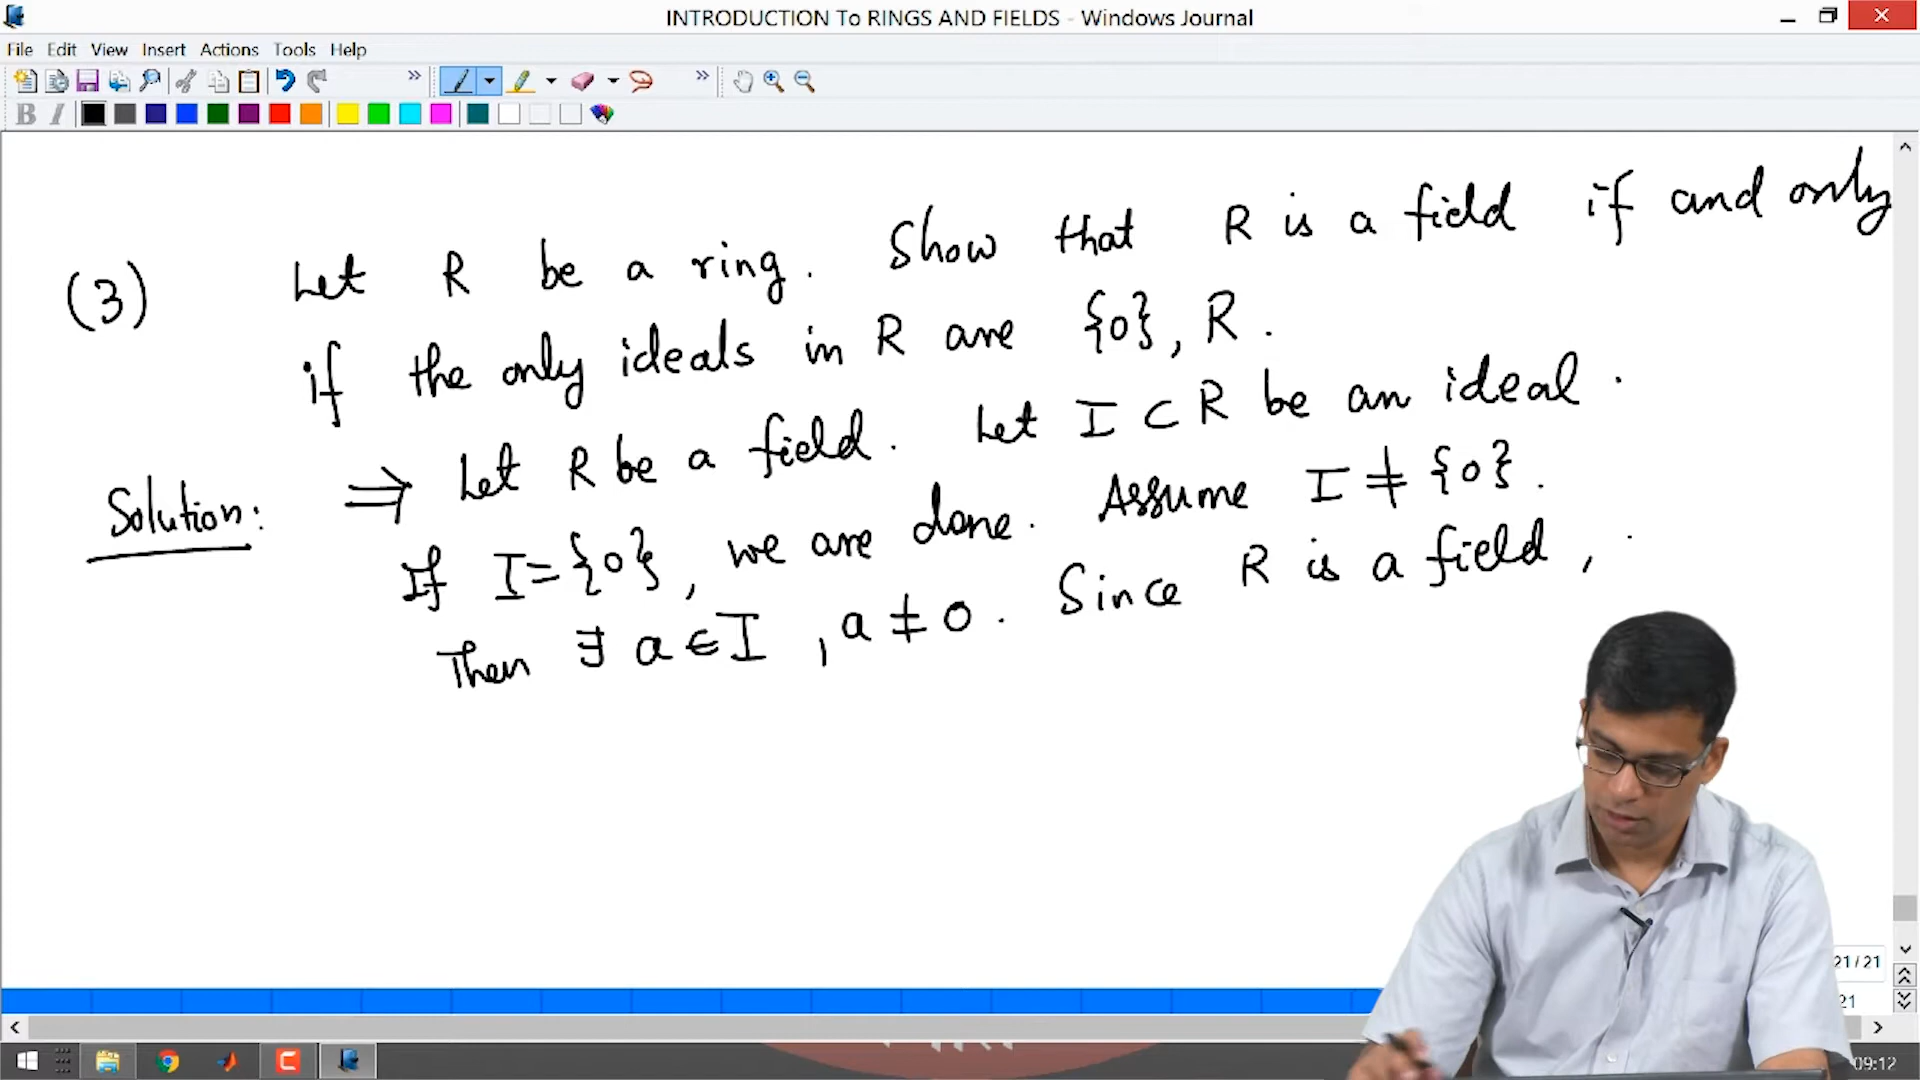 INTRODUCTION To RINGS AND FIELDS - Windows Journal
File Edit View Insert Actions Tools Help
B I
(3) Let R be a ring. Show that R is a field if and only
if the only ideals in R are {0}, R.
Solution: ⇒ Let R be a field. Let I ⊂ R be an ideal.
If I = {0}, we are done. Assume I ≠ {0}.
Then ∃ a ∈ I, a ≠ 0. Since R is a field,
21 / 21
21
09:12